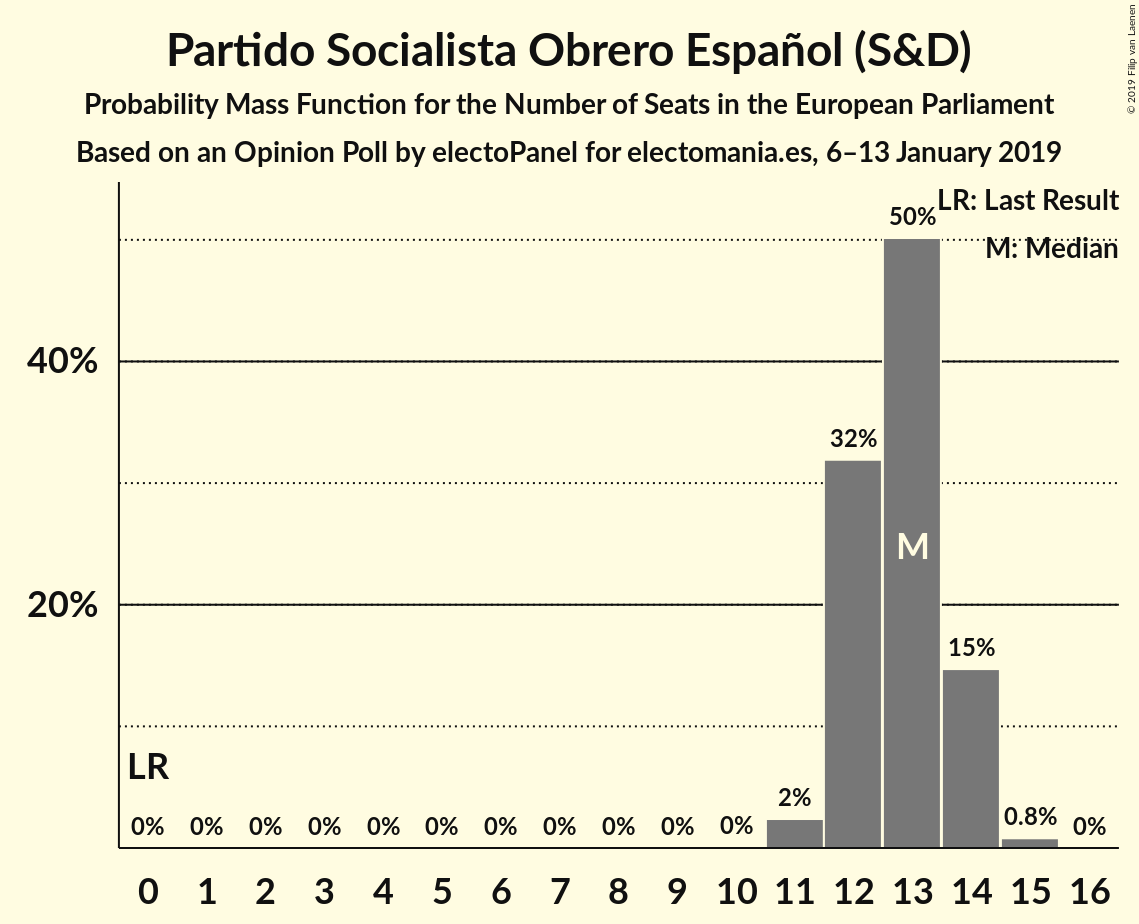 Partido Socialista Obrero Español (S&D)
Probability Mass Function for the Number of Seats in the European Parliament
Based on an Opinion Poll by electoPanel for electomania.es, 6–13 January 2019
© 2019 Filip van Laenen
LR: Last Result
M: Median
50%
40%
32%
M
20%
15%
LR
2%
0.8%
0% 0% 0% 0% 0% 0% 0% 0% 0% 0% 0% 0%
0 1 2 3 4 5 6 7 8 9 10 11 12 13 14 15 16